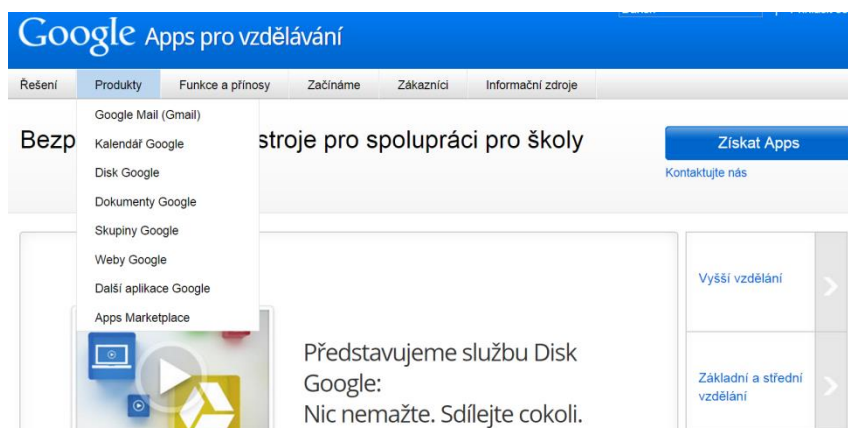 Google Apps pro vzdělávání
Řešení Produkty Funkce a přínosy Začínáme Zákazníci Informační zdroje
Google Mail (Gmail)
Kalendář Google
Disk Google
Dokumenty Google
Skupiny Google
Weby Google
Další aplikace Google
Apps Marketplace
pro spolupráci pro školy
Získat Apps
Kontaktujte nás
Představujeme službu Disk
Google:
Nic nemažte. Sdílejte cokoli.
Vyšší vzdělání
Základní a střední
vzdělání